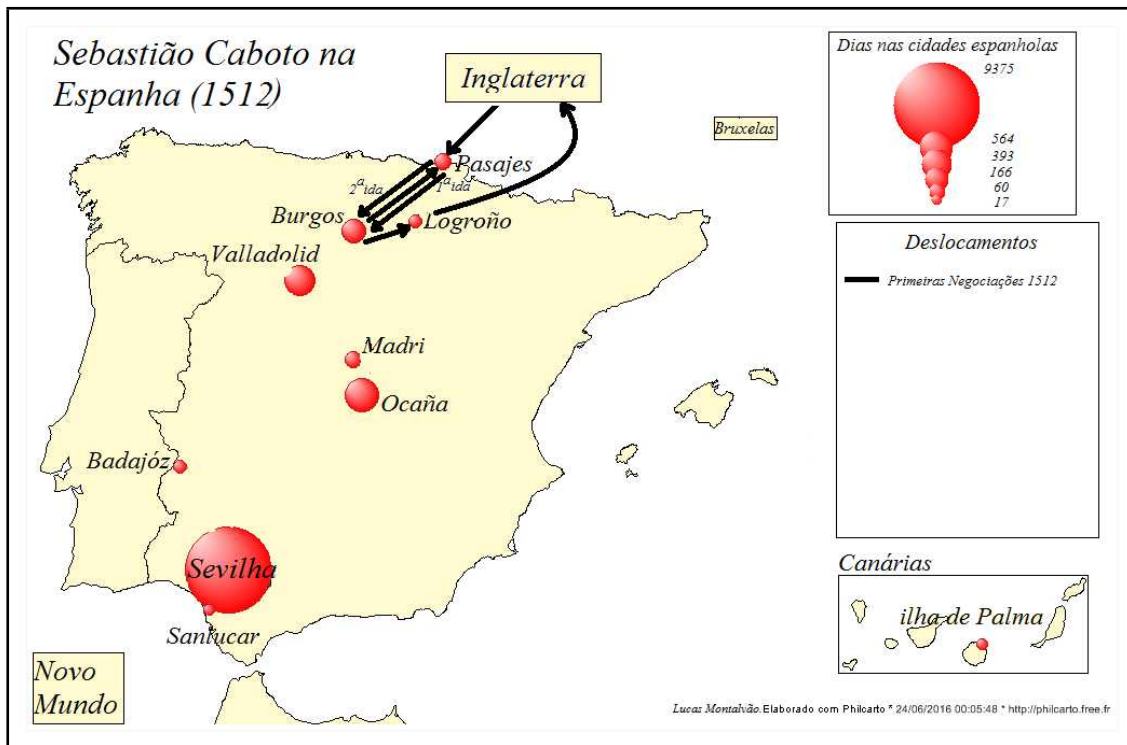 Sebastião Caboto na
Espanha (1512)
Inglaterra
Bruxelas
Dias nas cidades espanholas
9375
564
393
166
60
17
Pasajes
2ª ida
1ª ida
Burgos
Logroño
Valladolid
Deslocamentos
Primeiras Negociações 1512
Madri
Ocaña
Badajóz
Sevilha
Sanlucar
Canárias
ilha de Palma
Novo
Mundo
Lucas Montalvão. Elaborado com Philcarto * 24/06/2016 00:05:48 * http://philcarto.free.fr